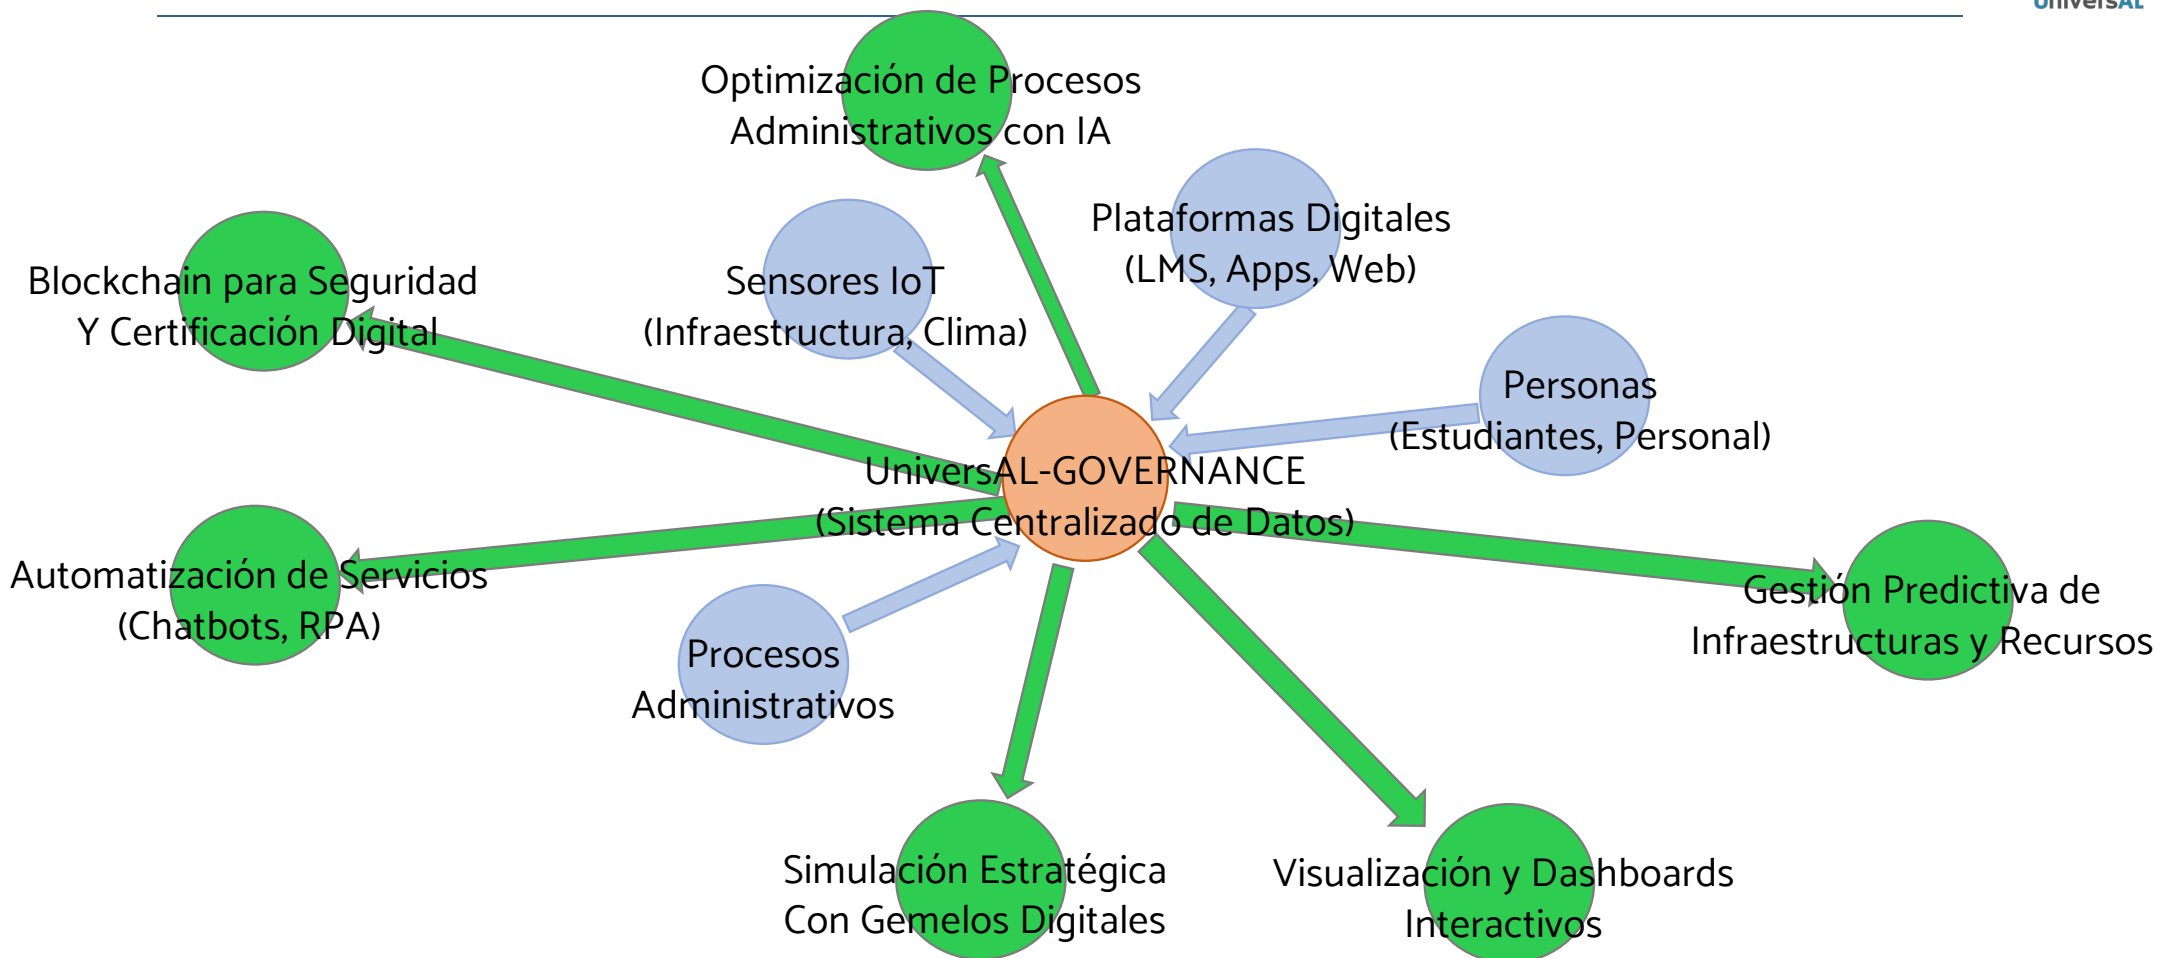 UniversAL
Optimización de Procesos
Administrativos con IA
Plataformas Digitales
(LMS, Apps, Web)
Blockchain para Seguridad
Y Certificación Digital
Sensores IoT
(Infraestructura, Clima)
Personas
(Estudiantes, Personal)
UniversAL-GOVERNANCE
(Sistema Centralizado de Datos)
Automatización de Servicios
(Chatbots, RPA)
Gestión Predictiva de
Infraestructuras y Recursos
Procesos
Administrativos
Simulación Estratégica
Con Gemelos Digitales
Visualización y Dashboards
Interactivos